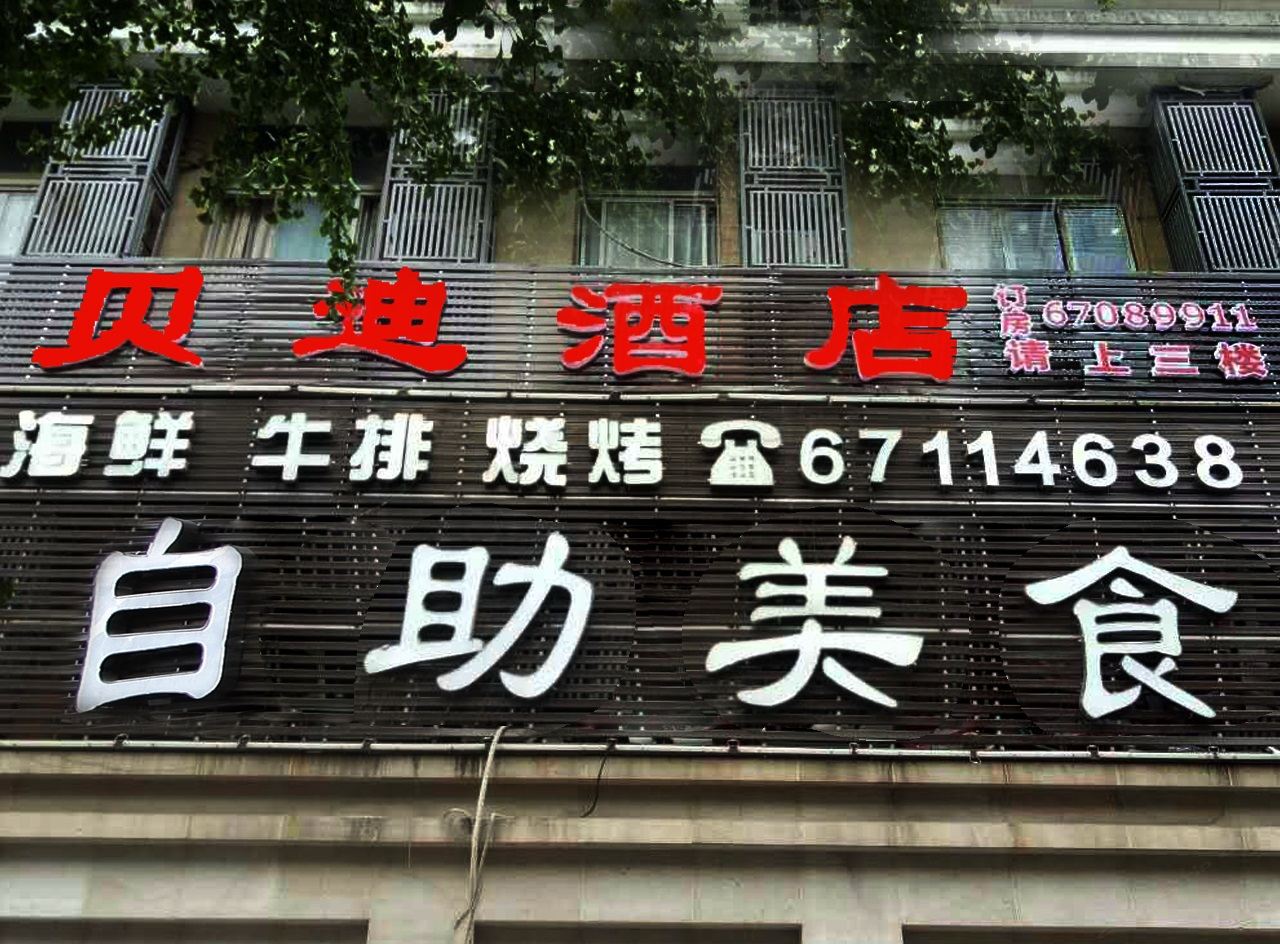 贝迪酒店
订房 67089911
请上三楼
海鲜 牛排 烧烤 ☎67114638
自助美食